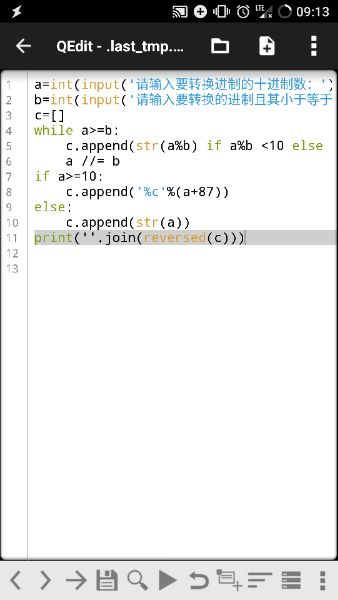 09:13
QEdit - .last_tmp....
1 a=int(input('请输入要转换进制的十进制数：')
2 b=int(input('请输入要转换的进制且其小于等于
3 c=[]
4 while a>=b:
5     c.append(str(a%b) if a%b <10 else
6     a //= b
7 if a>=10:
8     c.append('%c'%(a+87))
9 else:
10     c.append(str(a))
11 print(''.join(reversed(c)))
12
13